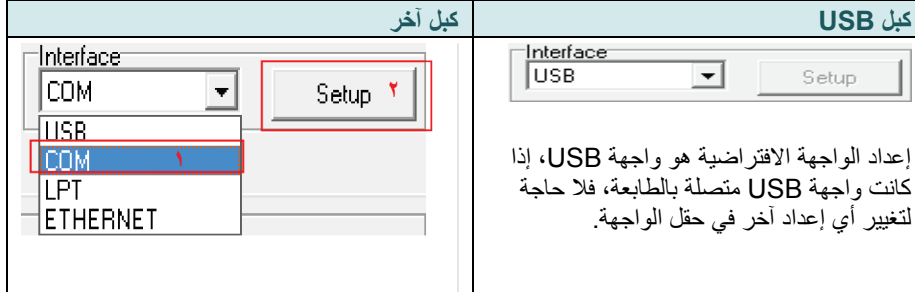 كبل USB
Interface
USB
Setup
إعداد الواجهة الافتراضية هو واجهة USB، إذا
كانت واجهة USB متصلة بالطابعة، فلا حاجة
لتغيير أي إعداد آخر في حقل الواجهة.
كبل آخر
Interface
COM
Setup ٢
USB
COM ١
LPT
ETHERNET